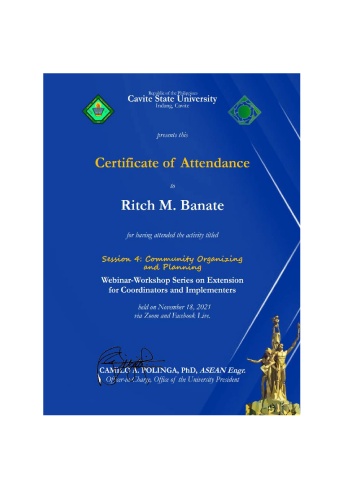 Republic of the Philippines
Cavite State University
Indang, Cavite
presents this
Certificate of Attendance
to
Ritch M. Banate
for having attended the activity titled
Session 4: Community Organizing
and Planning
Webinar-Workshop Series on Extension
for Coordinators and Implementers
held on November 18, 2021
via Zoom and Facebook Live.
CAMILO A. POLINGA, PhD, ASEAN Engr.
Officer-in-Charge, Office of the University President